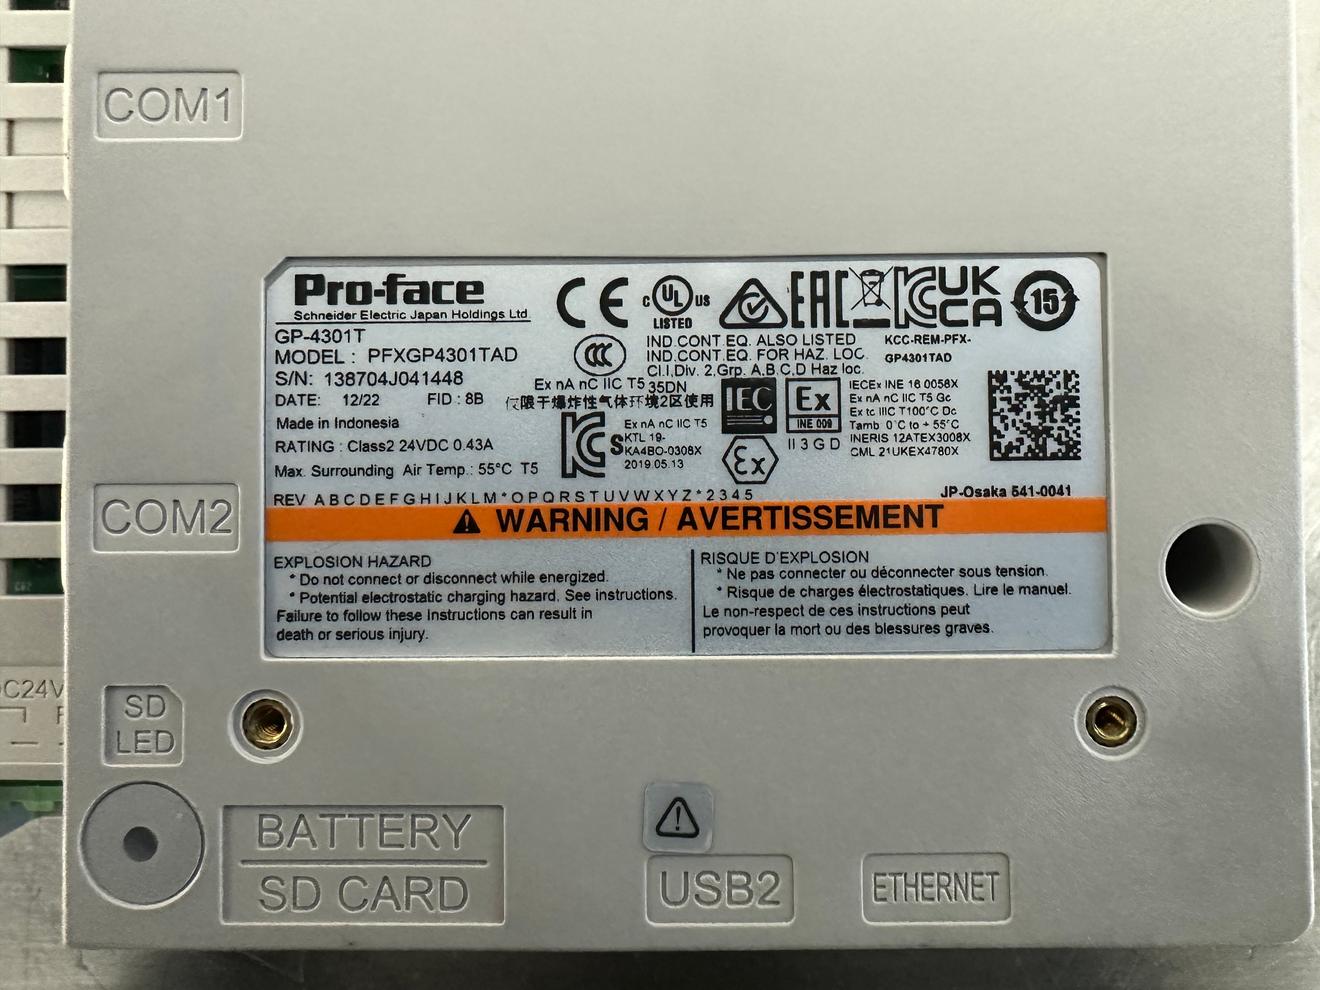 COM1
Pro-face
Schneider Electric Japan Holdings Ltd.
GP-4301T
MODEL : PFXGP4301TAD
S/N: 138704J041448
DATE: 12/22 FID : 8B
Made in Indonesia
RATING : Class2 24VDC 0.43A
Max. Surrounding Air Temp.: 55°C T5
REV A B C D E F G H I J K L M * O P Q R S T U V W X Y Z * 2 3 4 5
CE
C UL US
LISTED
EAC
UK
CA
15
IND.CONT.EQ. ALSO LISTED
IND.CONT.EQ. FOR HAZ. LOC.
Cl.I,Div. 2,Grp. A,B,C,D Haz loc.
35DN
KCC-REM-PFX-
GP4301TAD
CCC
Ex nA nC IIC T5
仅限于爆炸性气体环境2区使用
KCs
Ex nA nC IIC T5
KTL 19-
KA4BO-0308X
2019.05.13
IEC
Ex
INE 009
Ex
II 3 G D
IECEx INE 16 0058X
Ex nA nC IIC T5 Gc
Ex tc IIIC T100°C Dc
Tamb 0°C to + 55°C
INERIS 12ATEX3008X
CML 21UKEX4780X
JP-Osaka 541-0041
WARNING / AVERTISSEMENT
EXPLOSION HAZARD
* Do not connect or disconnect while energized.
* Potential electrostatic charging hazard. See instructions.
Failure to follow these Instructions can result in
death or serious injury.
RISQUE D'EXPLOSION
* Ne pas connecter ou déconnecter sous tension.
* Risque de charges électrostatiques. Lire le manuel.
Le non-respect de ces instructions peut
provoquer la mort ou des blessures graves.
COM2
DC24V
SD
LED
BATTERY
SD CARD
USB2
ETHERNET